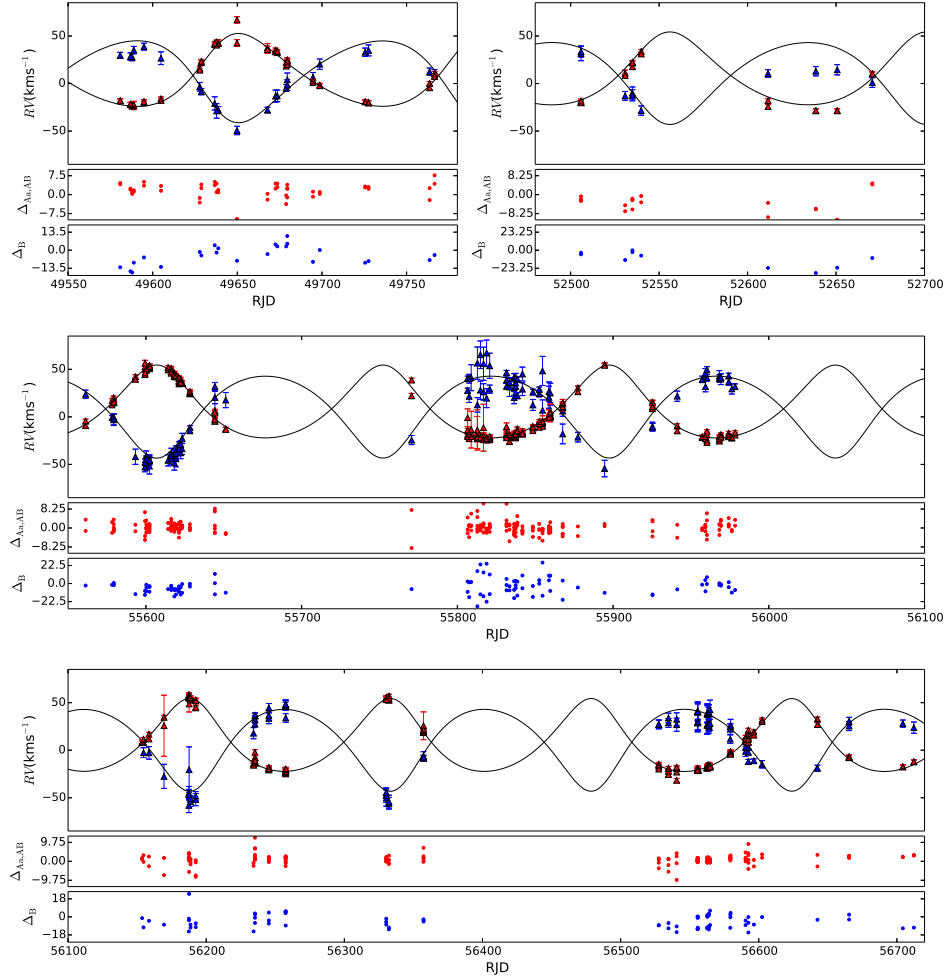 50
0
−50
RV(kms⁻¹)
7.5
0.00
−7.5
Δ_Aa,AB
13.5
0.00
−13.5
Δ_B
49550 49600 49650 49700 49750
RJD
50
0
−50
RV(kms⁻¹)
8.25
0.00
−8.25
Δ_Aa,AB
23.25
0.00
−23.25
Δ_B
52500 52550 52600 52650 52700
RJD
50
0
−50
RV(kms⁻¹)
8.25
0.00
−8.25
Δ_Aa,AB
22.5
0.0
−22.5
Δ_B
55600 55700 55800 55900 56000 56100
RJD
50
0
−50
RV(kms⁻¹)
9.75
0.00
−9.75
Δ_Aa,AB
18
0
−18
Δ_B
56100 56200 56300 56400 56500 56600 56700
RJD